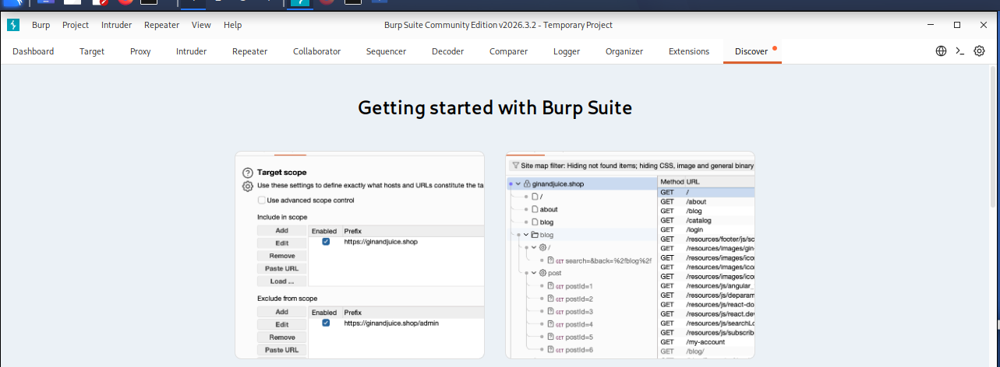 Burp Project Intruder Repeater View Help Burp Suite Community Edition v2026.3.2 - Temporary Project
Dashboard Target Proxy Intruder Repeater Collaborator Sequencer Decoder Comparer Logger Organizer Extensions Discover
Getting started with Burp Suite
Target scope
Use these settings to define exactly what hosts and URLs constitute the ta
Use advanced scope control
Include in scope
Add Enabled Prefix
Edit https://ginandjuice.shop
Remove
Paste URL
Load ...
Exclude from scope
Add Enabled Prefix
Edit https://ginandjuice.shop/admin
Remove
Paste URL
Site map filter: Hiding not found items; hiding CSS, image and general binary
ginandjuice.shop
/
about
blog
blog
/
GET search=&back=%2fblog%2f
post
GET postId=1
GET postId=2
GET postId=3
GET postId=4
GET postId=5
GET postId=6
Method URL
GET /
GET /about
GET /blog
GET /catalog
GET /login
GET /resources/footer/js/sc
GET /resources/images/gin
GET /resources/images/ico
GET /resources/images/ico
GET /resources/images/ico
GET /resources/js/angular_
GET /resources/js/deparam
GET /resources/js/react-do
GET /resources/js/react.dev
GET /resources/js/searchLo
GET /resources/js/subscrib
GET /my-account
GET /blog/